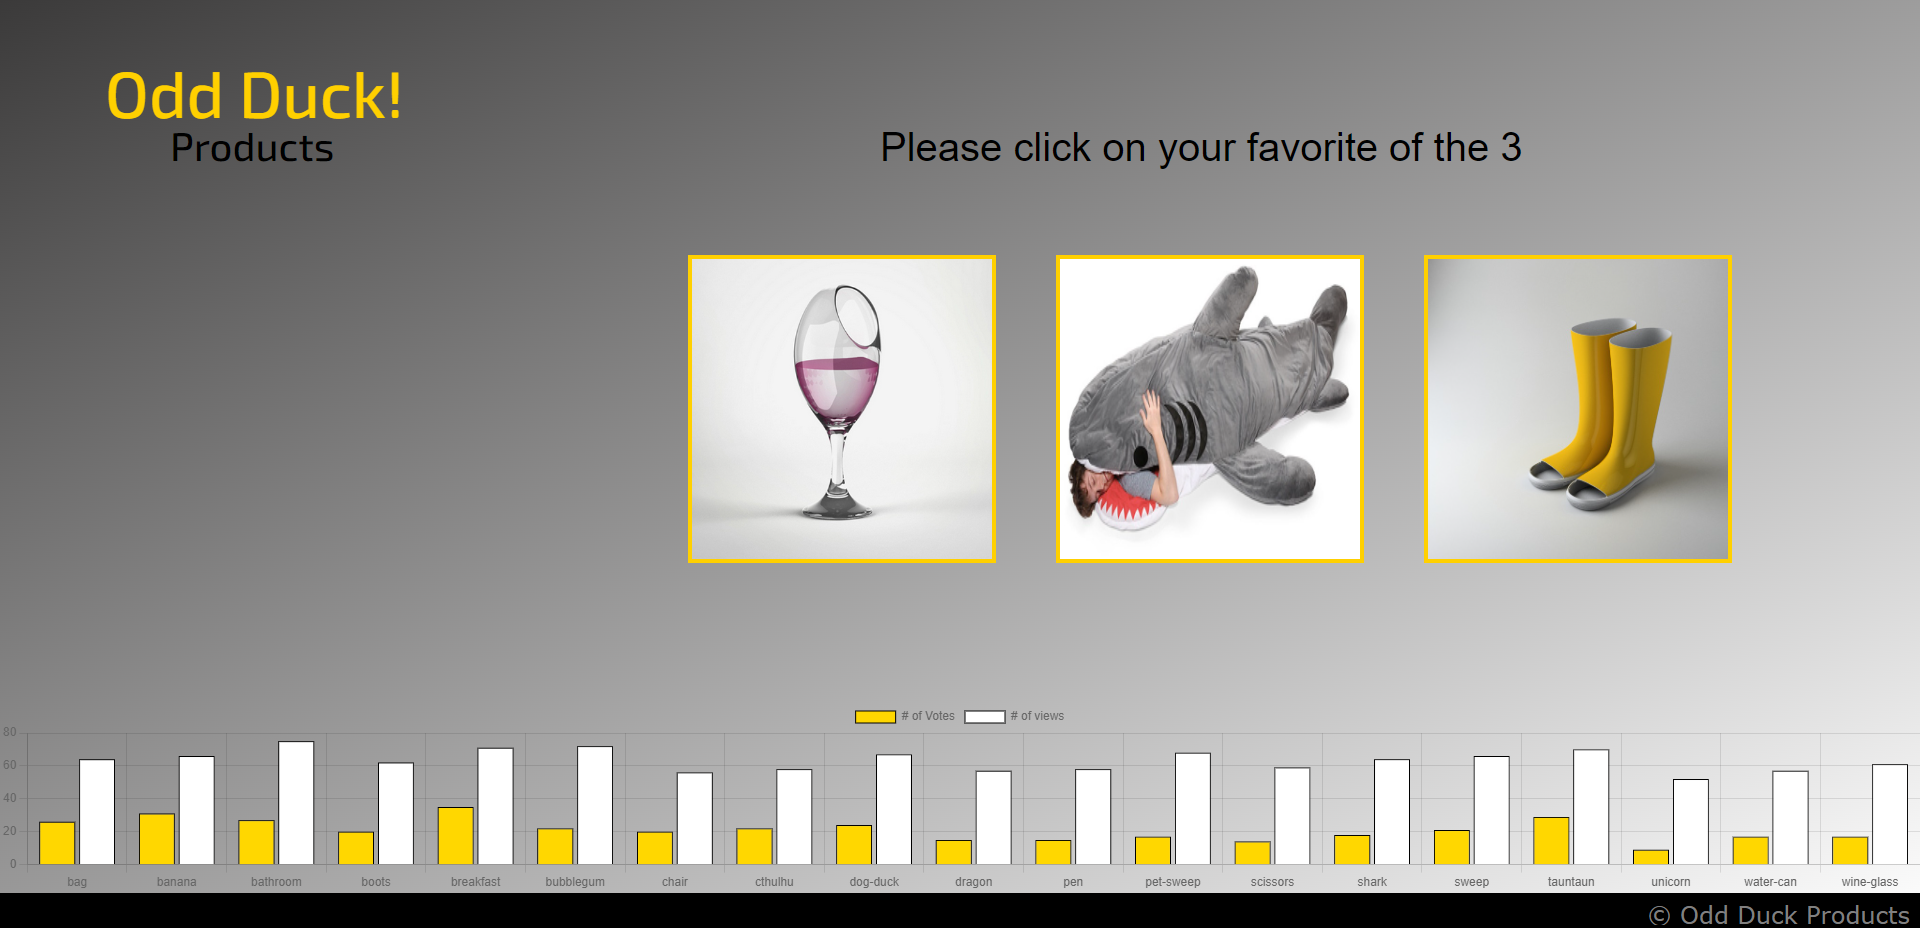 Odd Duck!
Products
Please click on your favorite of the 3
# of Votes # of views
80
60
40
20
0
bag banana bathroom boots breakfast bubblegum chair cthulhu dog-duck dragon pen pet-sweep scissors shark sweep tauntaun unicorn water-can wine-glass
© Odd Duck Products